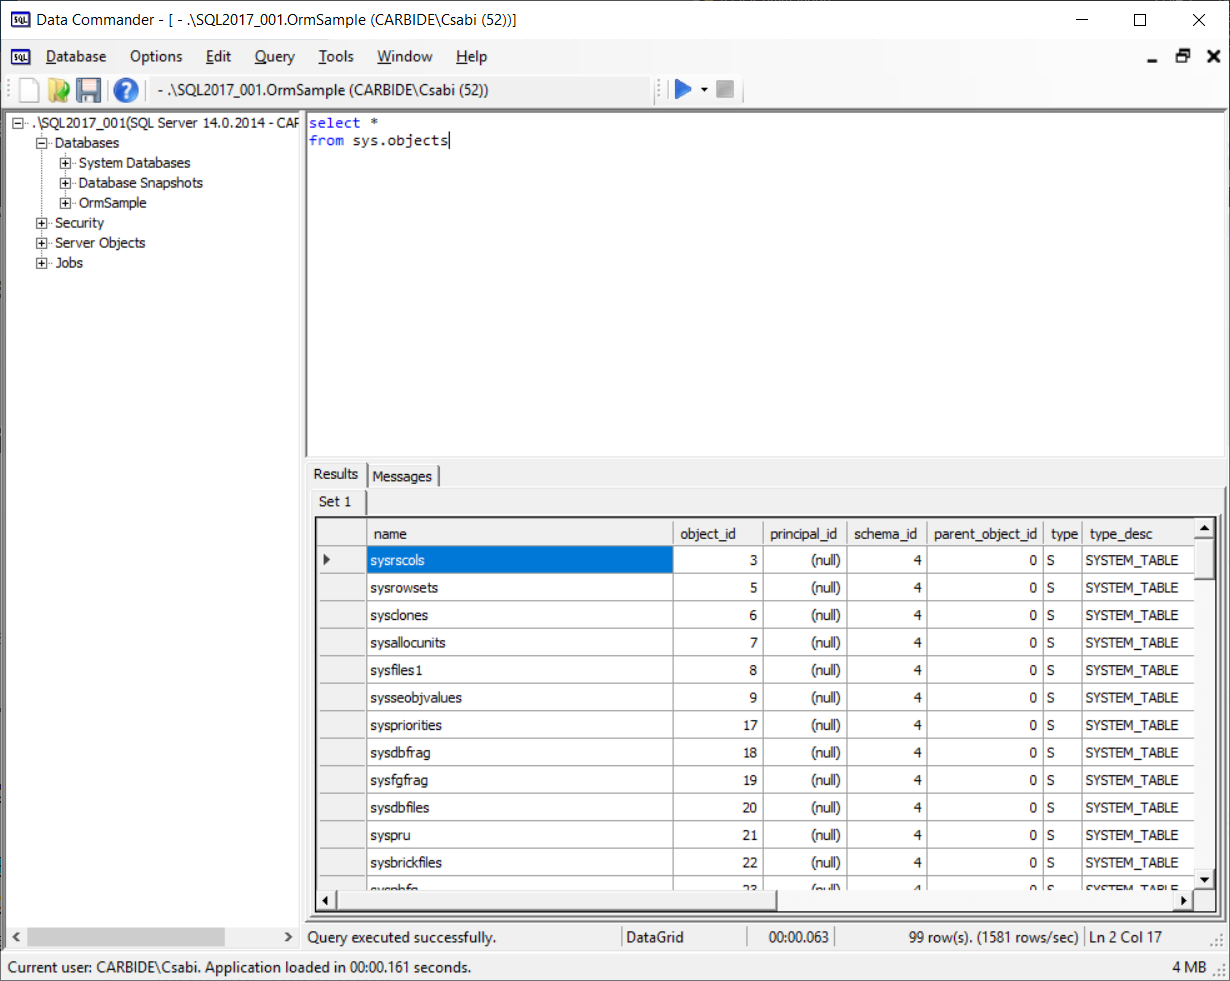 SQL Data Commander - [ - .\SQL2017_001.OrmSample (CARBIDE\Csabi (52))]
SQL Database Options Edit Query Tools Window Help
? - .\SQL2017_001.OrmSample (CARBIDE\Csabi (52))
.\SQL2017_001(SQL Server 14.0.2014 - CAR
Databases
System Databases
Database Snapshots
OrmSample
Security
Server Objects
Jobs
select *
from sys.objects
Results Messages
Set 1
name object_id principal_id schema_id parent_object_id type type_desc
sysrscols 3 (null) 4 0 S SYSTEM_TABLE
sysrowsets 5 (null) 4 0 S SYSTEM_TABLE
sysclones 6 (null) 4 0 S SYSTEM_TABLE
sysallocunits 7 (null) 4 0 S SYSTEM_TABLE
sysfiles1 8 (null) 4 0 S SYSTEM_TABLE
sysseobjvalues 9 (null) 4 0 S SYSTEM_TABLE
syspriorities 17 (null) 4 0 S SYSTEM_TABLE
sysdbfrag 18 (null) 4 0 S SYSTEM_TABLE
sysfgfrag 19 (null) 4 0 S SYSTEM_TABLE
sysdbfiles 20 (null) 4 0 S SYSTEM_TABLE
syspru 21 (null) 4 0 S SYSTEM_TABLE
sysbrickfiles 22 (null) 4 0 S SYSTEM_TABLE
Query executed successfully. DataGrid 00:00.063 99 row(s). (1581 rows/sec) Ln 2 Col 17
Current user: CARBIDE\Csabi. Application loaded in 00:00.161 seconds. 4 MB